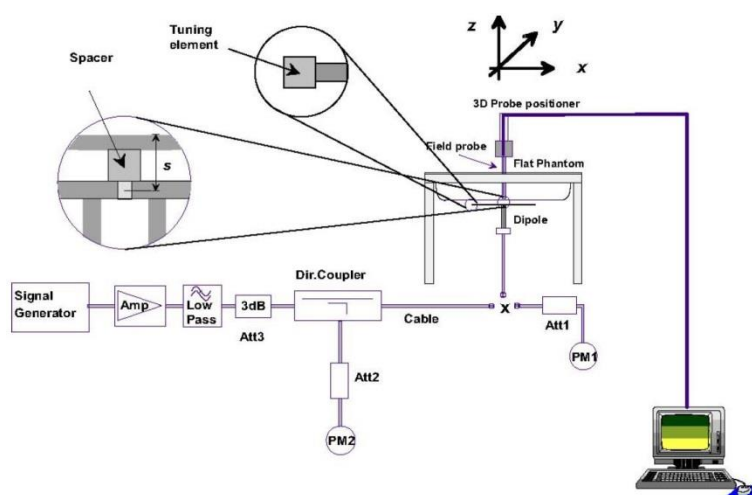 Tuning
element
Spacer
s
z
y
x
3D Probe positioner
Field probe
Flat Phantom
Dipole
Dir.Coupler
Signal
Generator
Amp
Low
Pass
3dB
Att3
Cable
x
Att1
PM1
Att2
PM2